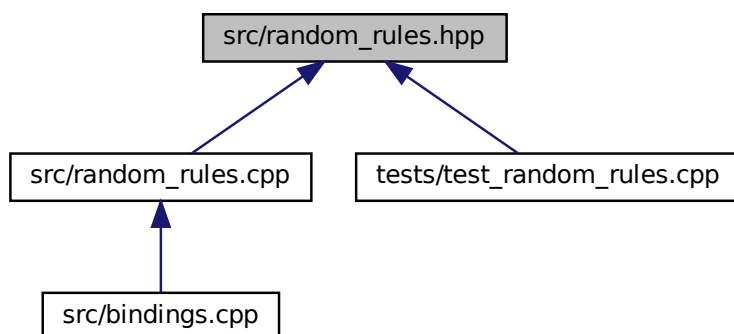 src/random_rules.hpp
src/random_rules.cpp
tests/test_random_rules.cpp
src/bindings.cpp